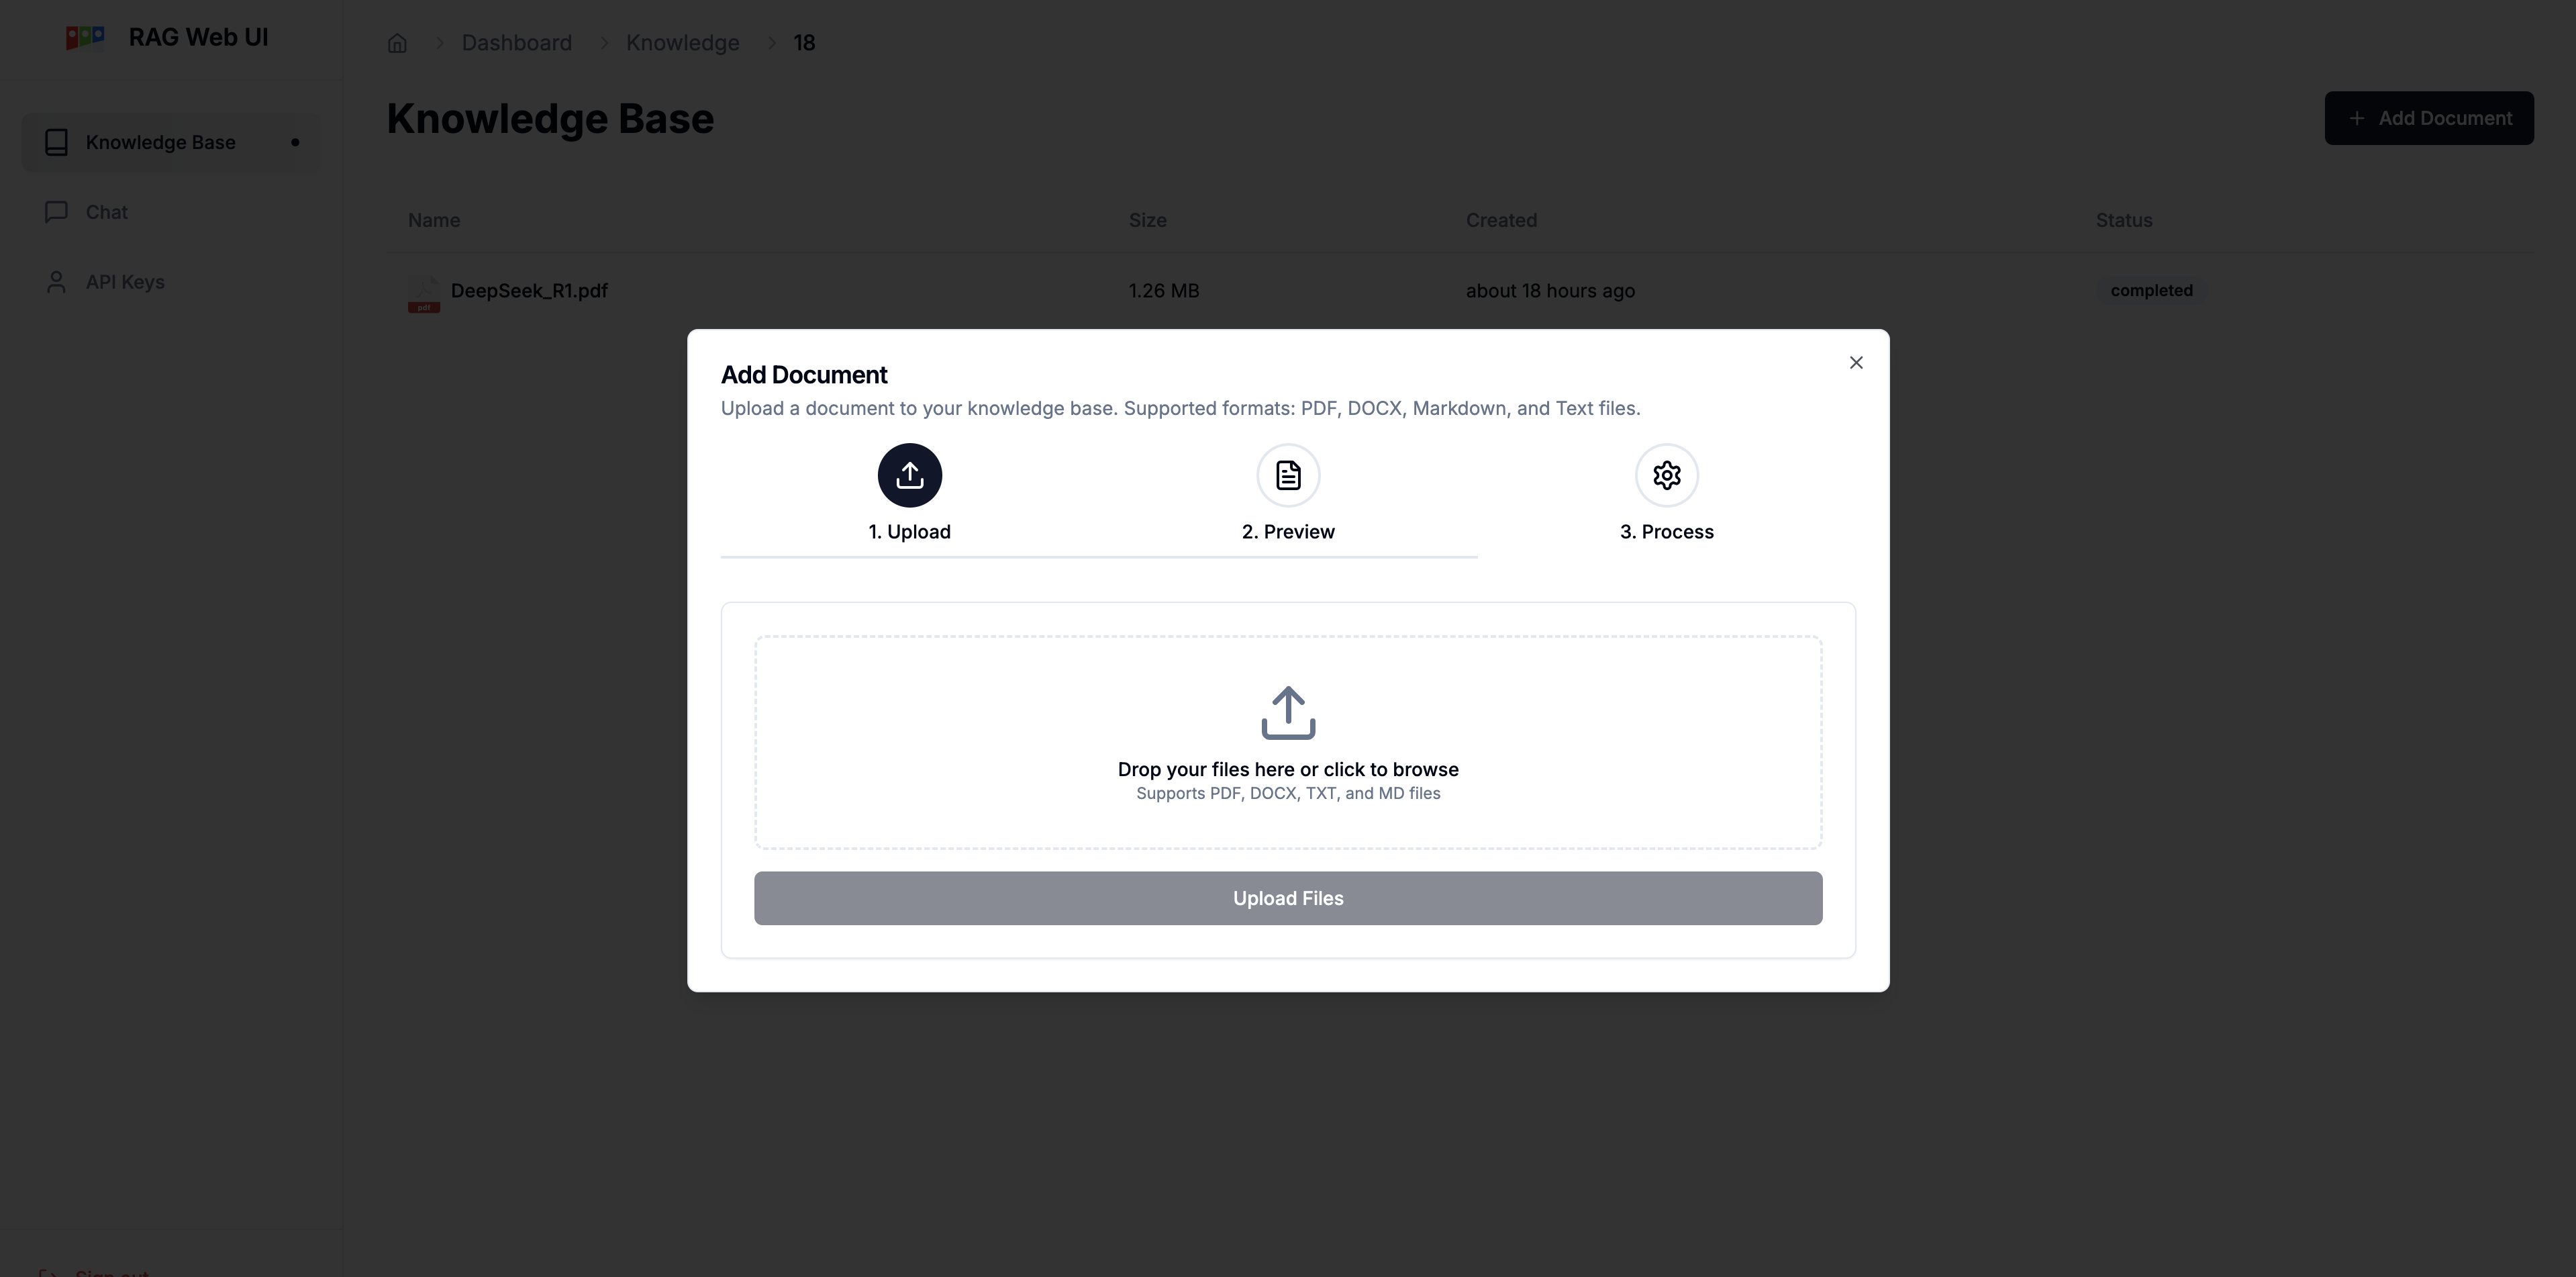 RAG Web UI
Dashboard
Knowledge
18
Knowledge Base
Chat
API Keys
Knowledge Base
Add Document
Name
Size
Created
Status
pdf
DeepSeek_R1.pdf
1.26 MB
about 18 hours ago
completed
Add Document
Upload a document to your knowledge base. Supported formats: PDF, DOCX, Markdown, and Text files.
1. Upload
2. Preview
3. Process
Drop your files here or click to browse
Supports PDF, DOCX, TXT, and MD files
Upload Files
Sign out